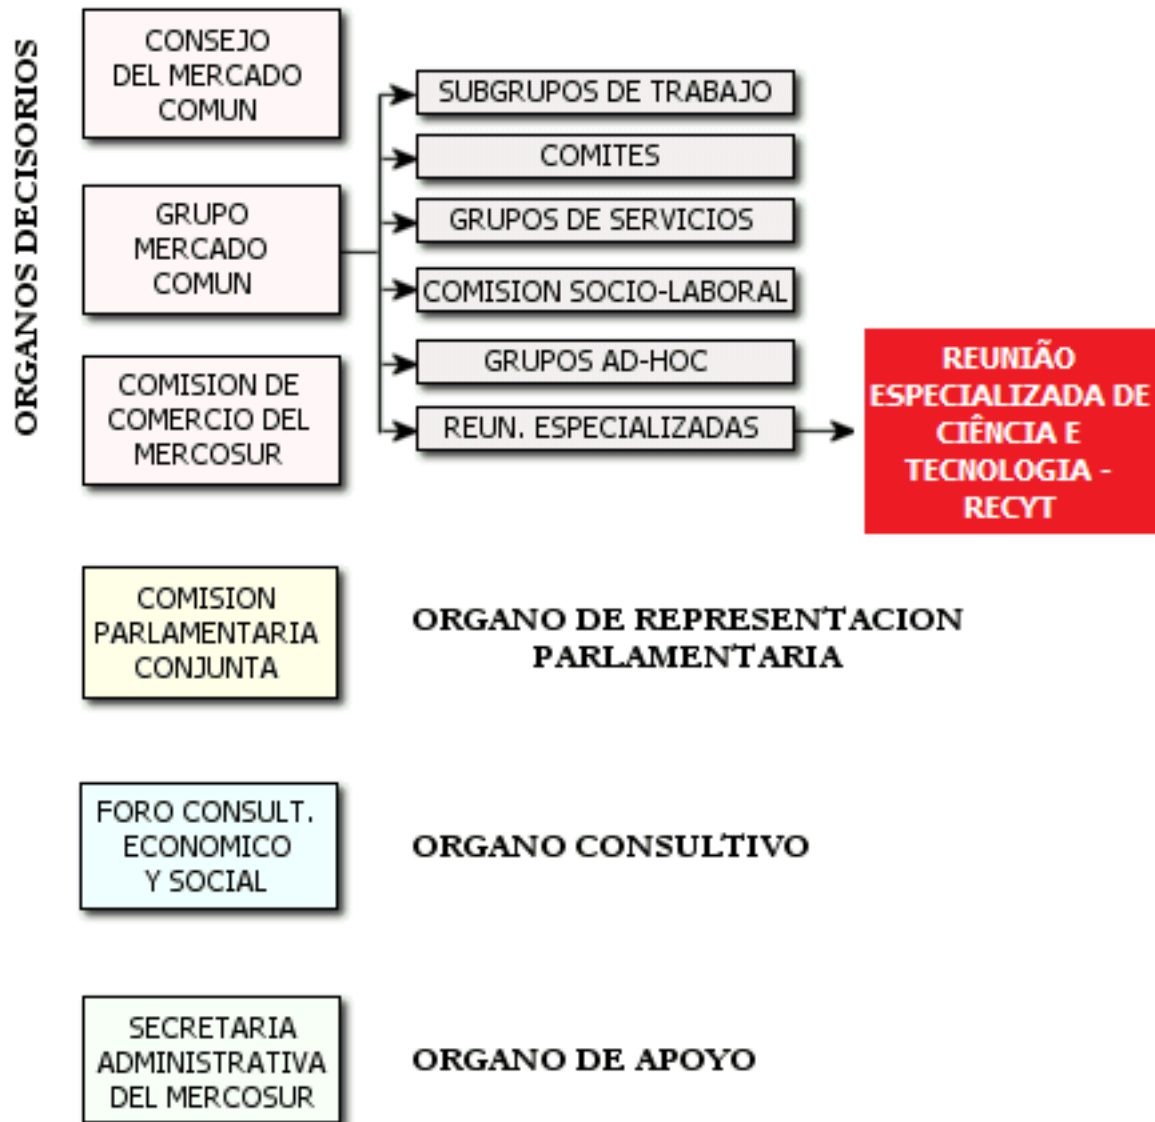 ORGANOS DECISORIOS
CONSEJO
DEL MERCADO
COMUN
GRUPO
MERCADO
COMUN
COMISION DE
COMERCIO DEL
MERCOSUR
SUBGRUPOS DE TRABAJO
COMITES
GRUPOS DE SERVICIOS
COMISION SOCIO-LABORAL
GRUPOS AD-HOC
REUN. ESPECIALIZADAS
REUNIÃO
ESPECIALIZADA DE
CIÊNCIA E
TECNOLOGIA -
RECYT
COMISION
PARLAMENTARIA
CONJUNTA
ORGANO DE REPRESENTACION
PARLAMENTARIA
FORO CONSULT.
ECONOMICO
Y SOCIAL
ORGANO CONSULTIVO
SECRETARIA
ADMINISTRATIVA
DEL MERCOSUR
ORGANO DE APOYO